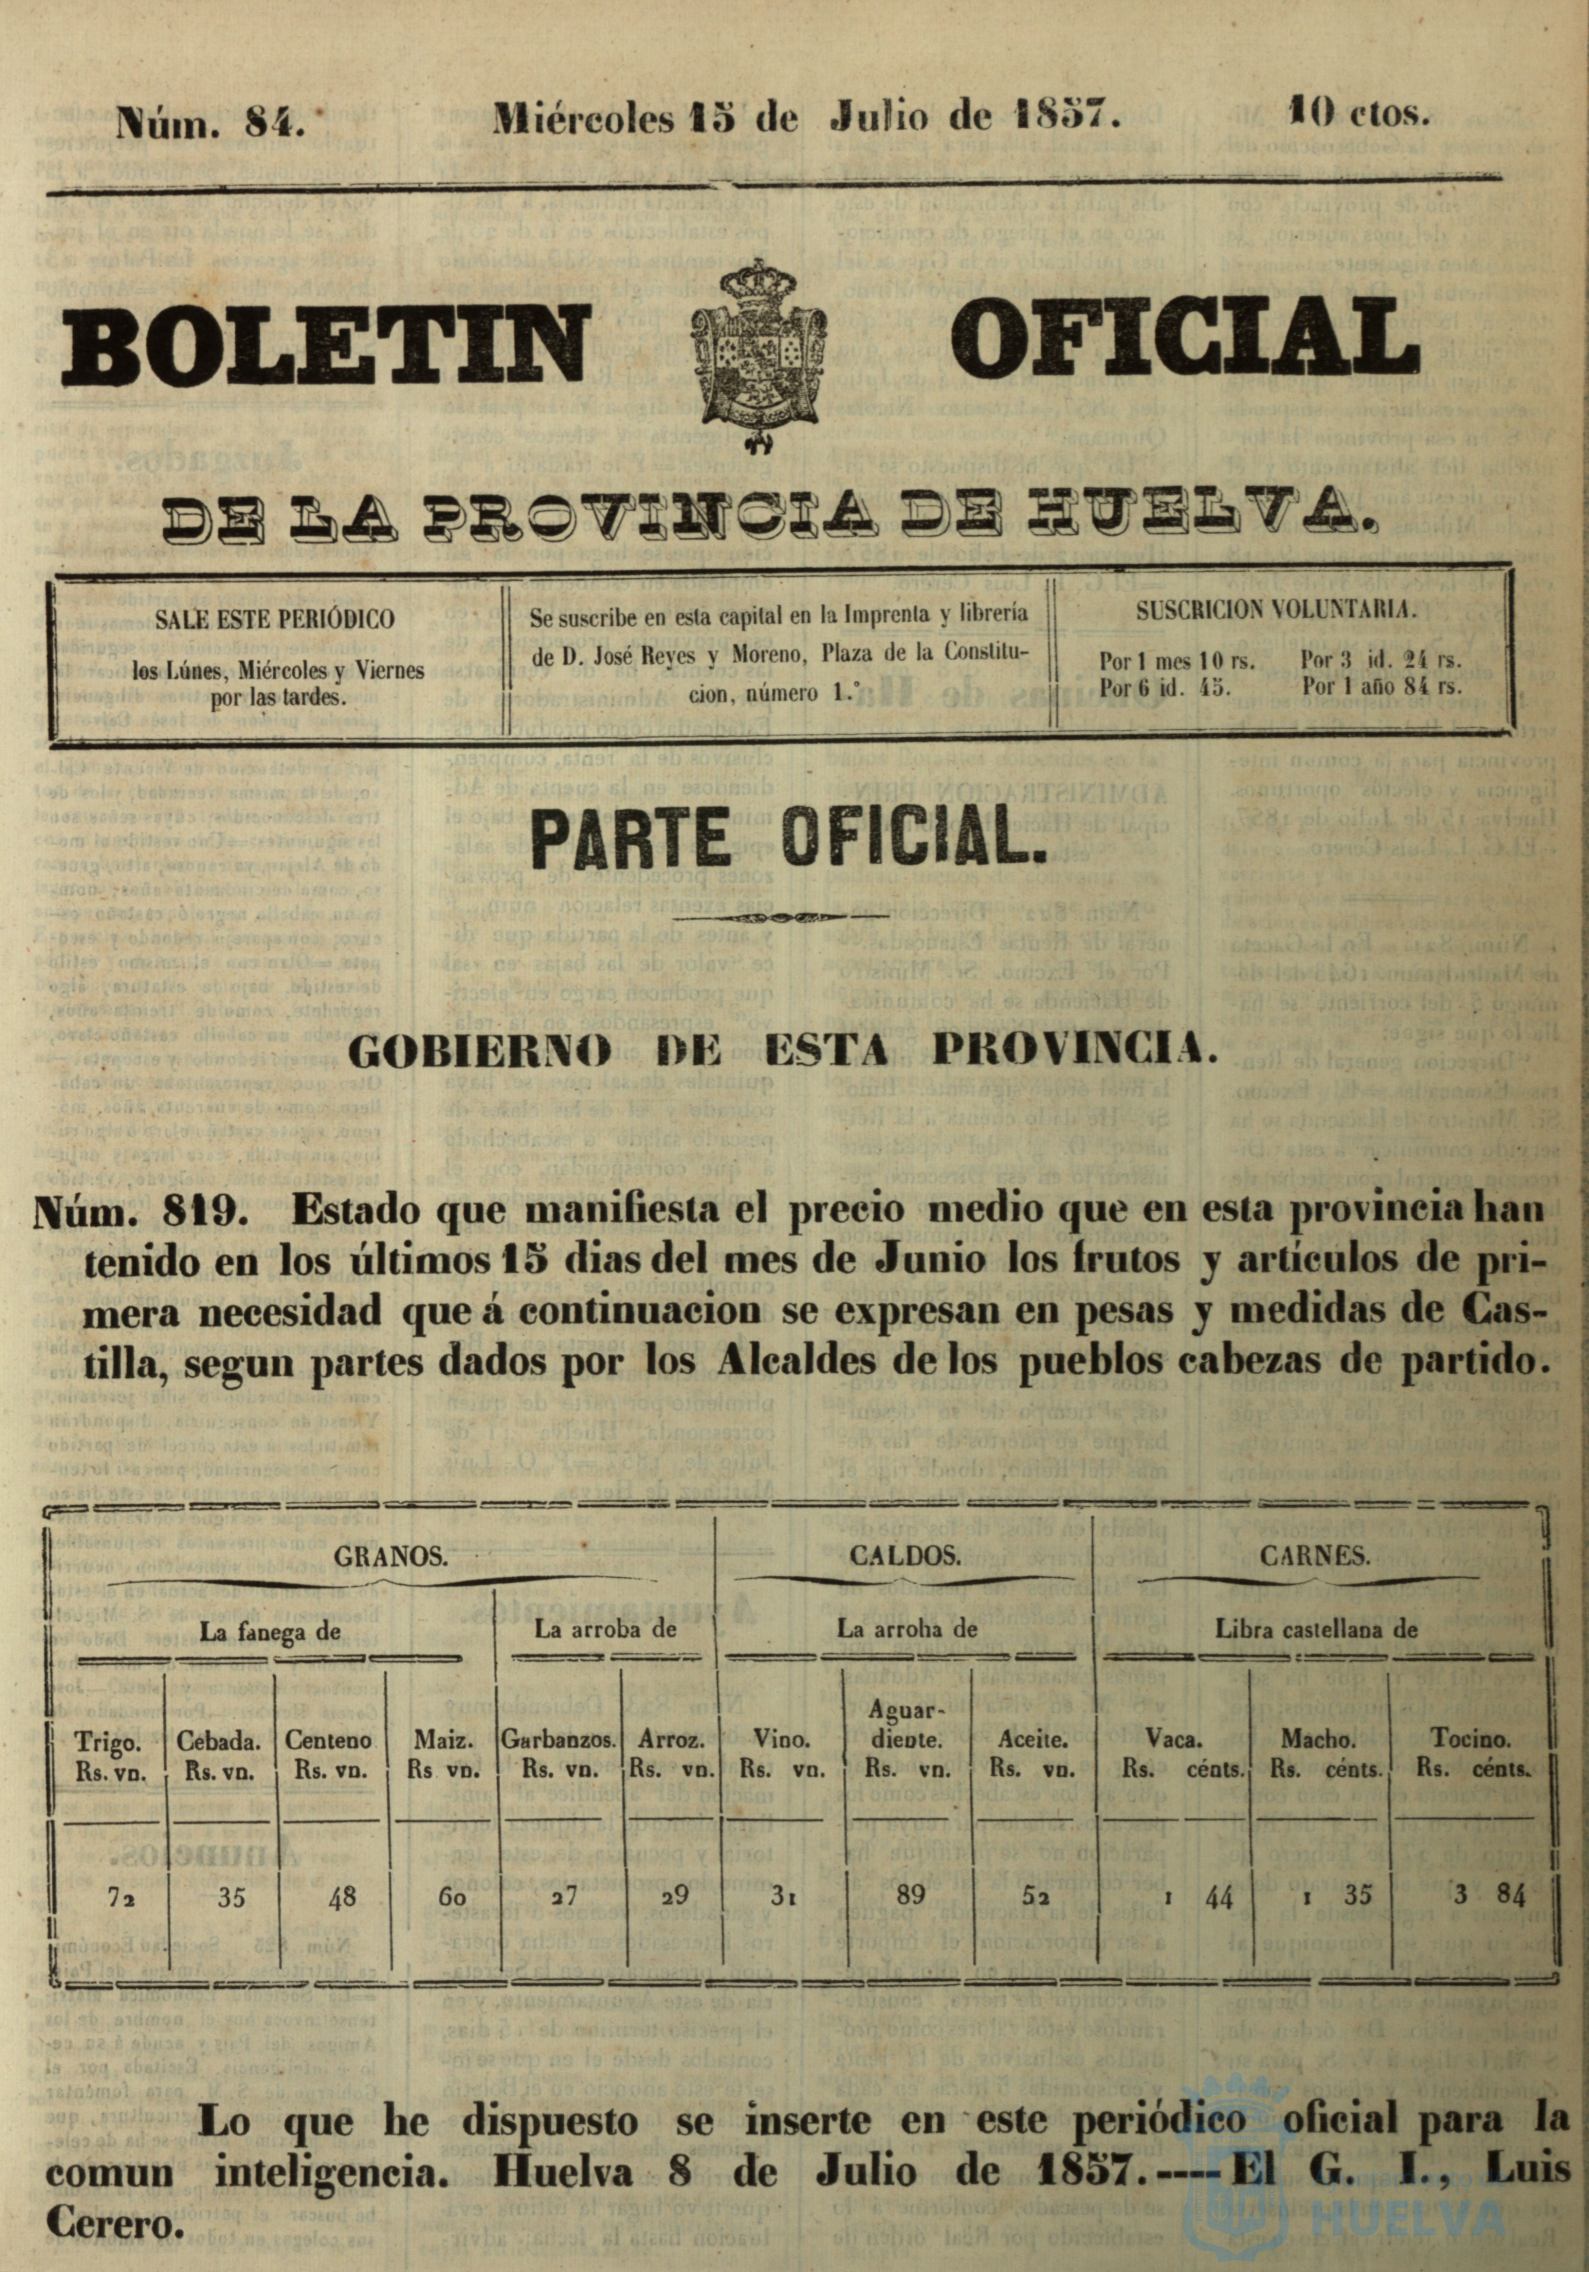 Núm. 84. Miércoles 15 de Julio de 1857. 10 ctos.
BOLETIN OFICIAL
DE LA PROVINCIA DE HUELVA.
SALE ESTE PERIÓDICO
los Lúnes, Miércoles y Viernes
por las tardes.
Se suscribe en esta capital en la Imprenta y librería
de D. José Reyes y Moreno, Plaza de la Constitu-
cion, número 1.°
SUSCRICION VOLUNTARIA.
Por 1 mes 10 rs. Por 3 id. 24 rs.
Por 6 id. 45. Por 1 año 84 rs.
PARTE OFICIAL.
GOBIERNO DE ESTA PROVINCIA.
Núm. 819. Estado que manifiesta el precio medio que en esta provincia han
tenido en los últimos 15 dias del mes de Junio los frutos y artículos de pri-
mera necesidad que á continuacion se expresan en pesas y medidas de Cas-
tilla, segun partes dados por los Alcaldes de los pueblos cabezas de partido.
GRANOS. CALDOS. CARNES.
La fanega de La arroba de La arroba de Libra castellana de
Aguar-
Trigo. Cebada. Centeno Maiz. Garbanzos. Arroz. Vino. diente. Aceite. Vaca. Macho. Tocino.
Rs. vn. Rs. vn. Rs. vn. Rs vn. Rs. vn. Rs. vn. Rs. vn. Rs. vn. Rs. vn. Rs. cénts. Rs. cénts. Rs. cénts.
72 35 48 60 27 29 31 89 52 1 44 1 35 3 84
Lo que he dispuesto se inserte en este periódico oficial para la
comun inteligencia. Huelva 8 de Julio de 1857.----El G. I., Luis
Cerero.
HUELVA